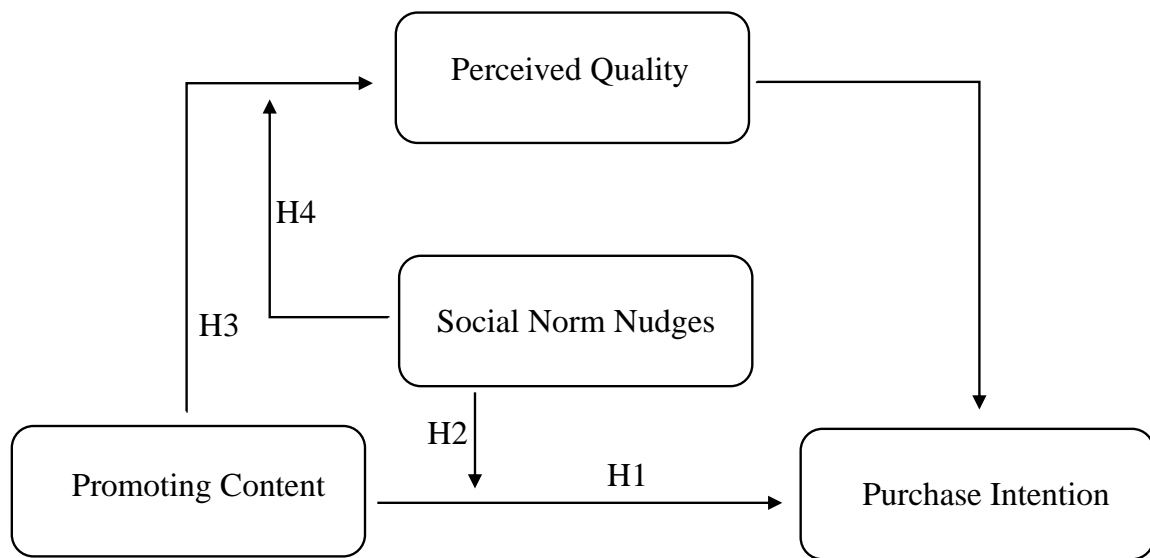 Perceived Quality
H4
Social Norm Nudges
H3
H2
H1
Promoting Content
Purchase Intention